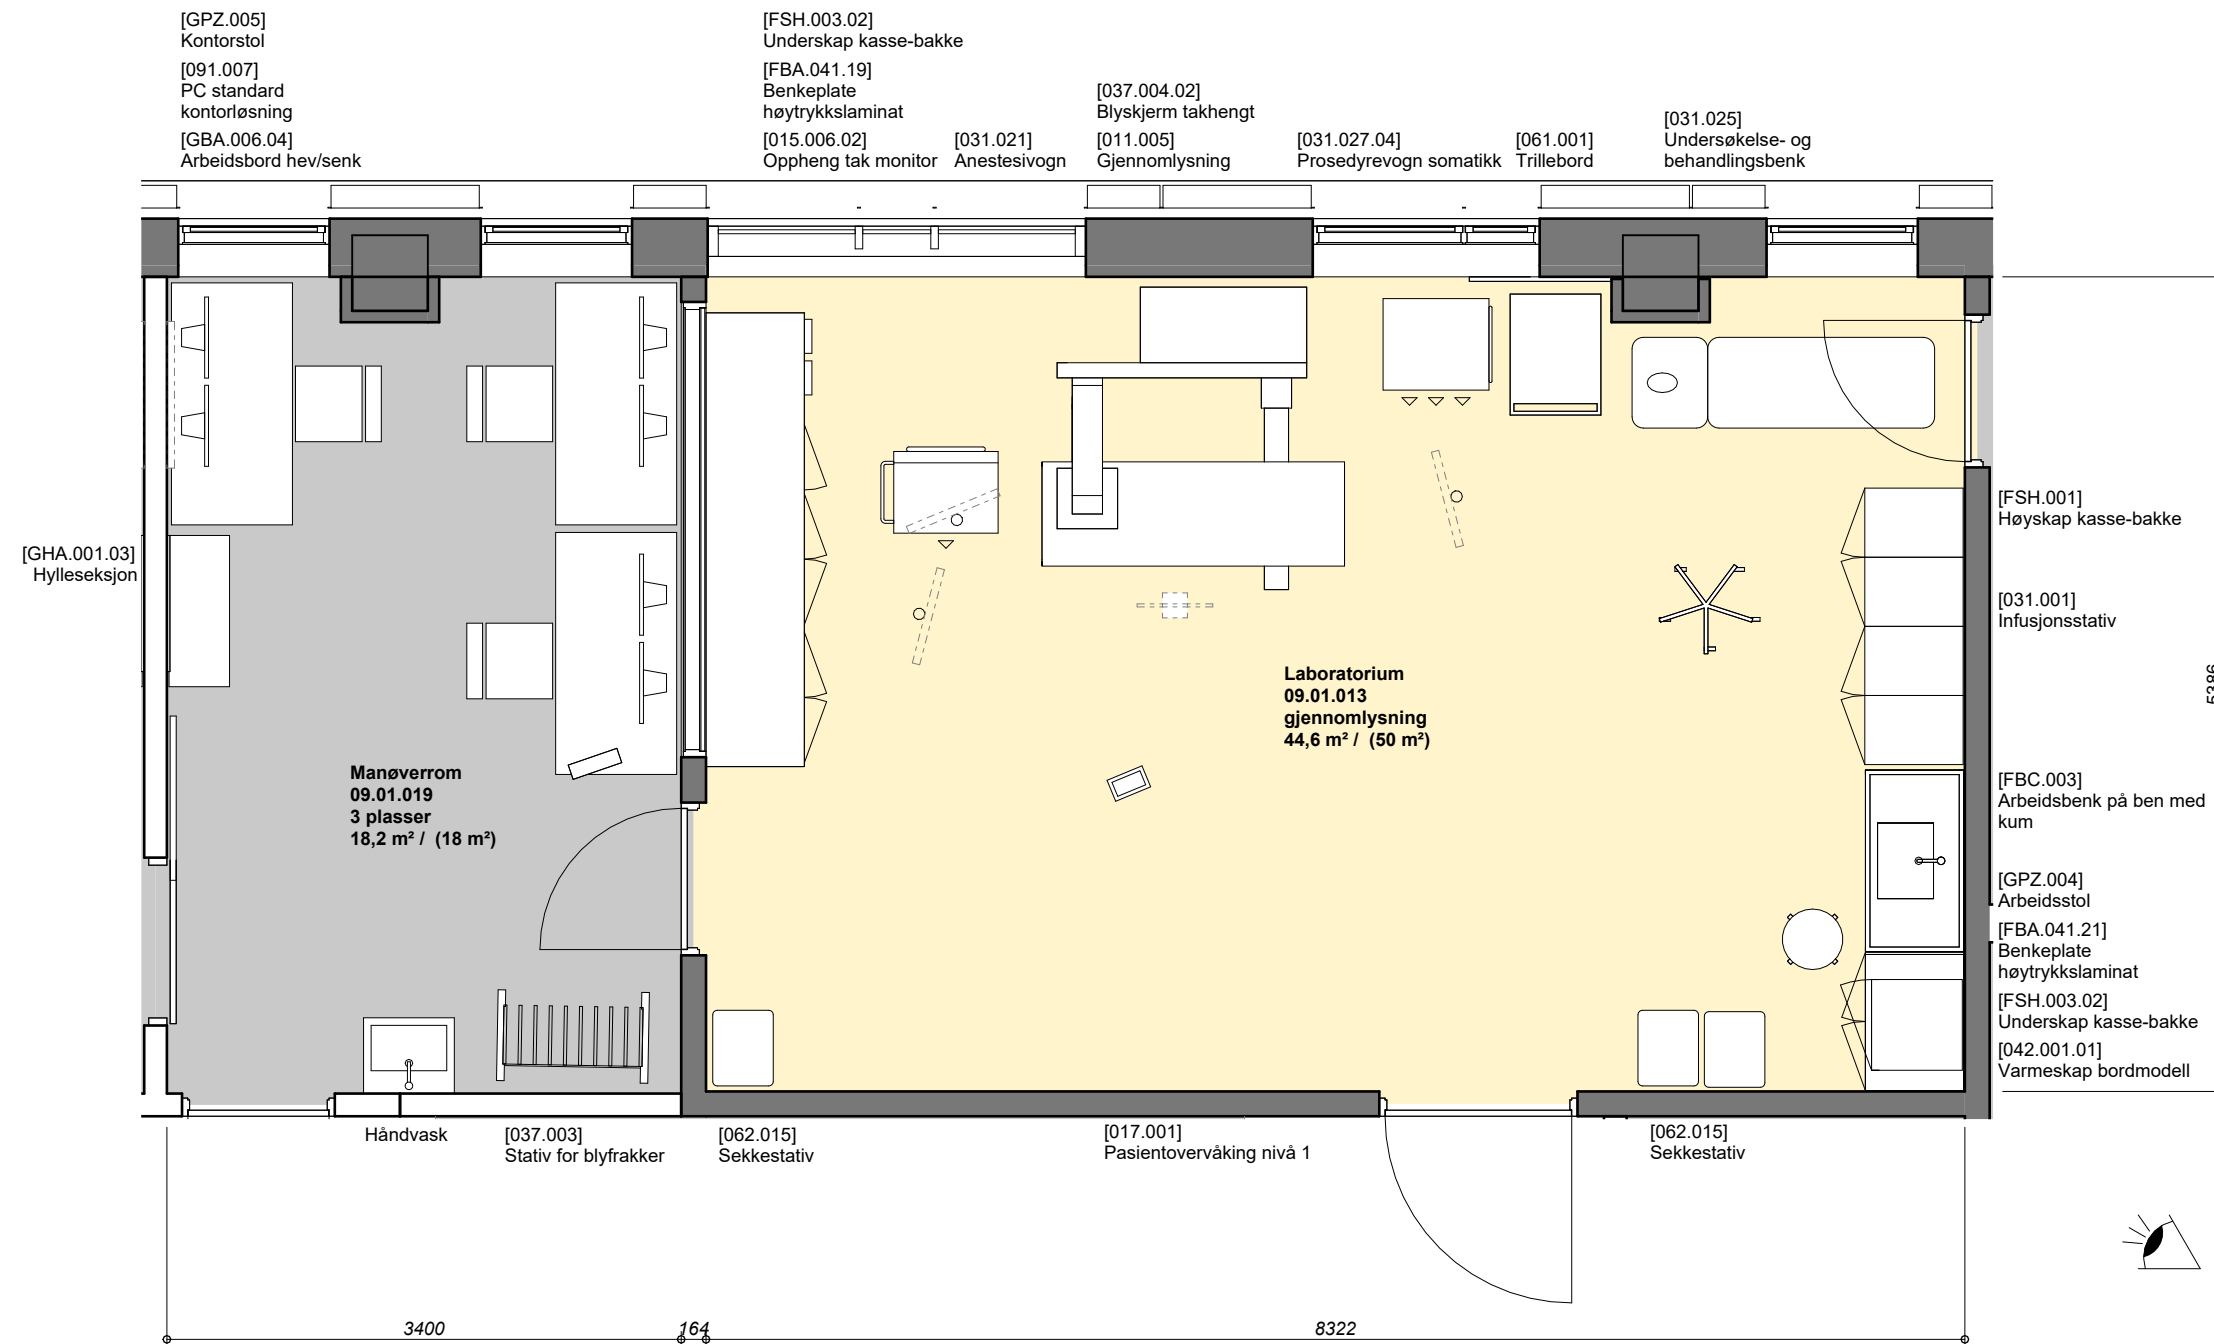 [GPZ.005]
Kontorstol
[091.007]
PC standard
kontorløsning
[GBA.006.04]
Arbeidsbord hev/senk
[FSH.003.02]
Underskap kasse-bakke
[FBA.041.19]
Benkeplate
høytrykkslaminat
[015.006.02]
Oppheng tak monitor
[031.021]
Anestesivogn
[037.004.02]
Blyskjerm takhengt
[011.005]
Gjennomlysning
[031.027.04]
Prosedyrevogn somatikk
[061.001]
Trillebord
[031.025]
Undersøkelse- og
behandlingsbenk
[GHA.001.03]
Hylleseksjon
Manøverrom
09.01.019
3 plasser
18,2 m² / (18 m²)
Laboratorium
09.01.013
gjennomlysning
44,6 m² / (50 m²)
[FSH.001]
Høyskap kasse-bakke
[031.001]
Infusjonsstativ
5386
[FBC.003]
Arbeidsbenk på ben med
kum
[GPZ.004]
Arbeidsstol
[FBA.041.21]
Benkeplate
høytrykkslaminat
[FSH.003.02]
Underskap kasse-bakke
[042.001.01]
Varmeskap bordmodell
Håndvask
[037.003]
Stativ for blyfrakker
[062.015]
Sekkestativ
[017.001]
Pasientovervåking nivå 1
[062.015]
Sekkestativ
3400
164
8322